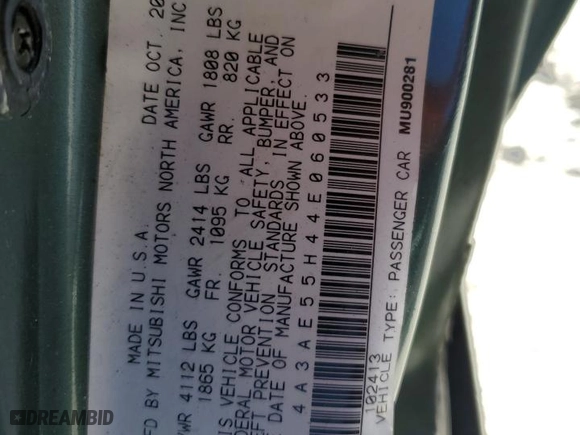 MADE IN U.S.A. DATE OCT. 20
FD BY MITSUBISHI MOTORS NORTH AMERICA, INC
VWR 4112 LBS GAWR 2414 LBS GAWR 1808 LBS
1865 KG FR. 1095 KG RR. 820 KG
IS VEHICLE CONFORMS TO ALL APPLICABLE
DERAL MOTOR VEHICLE SAFETY, BUMPER, AND
EFT PREVENTION STANDARDS IN EFFECT ON
E DATE OF MANUFACTURE SHOWN ABOVE.
4A3AE55H44E060533
102413
VEHICLE TYPE: PASSENGER CAR MU900281
DREAMBID